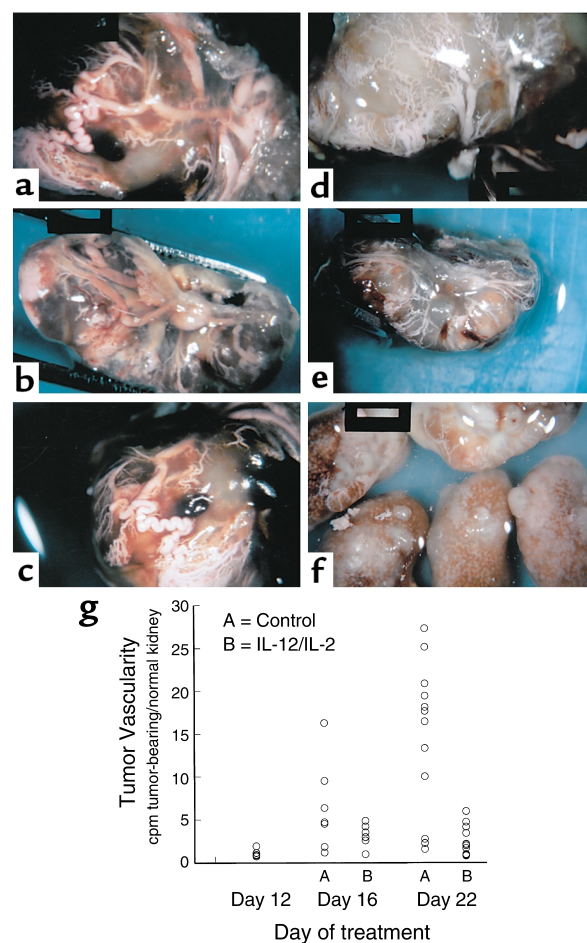 a
d
b
e
c
f
g
A = Control
B = IL-12/IL-2
Tumor Vascularity
cpm tumor-bearing/normal kidney
30
25
20
15
10
5
0
A B A B
Day 12 Day 16 Day 22
Day of treatment